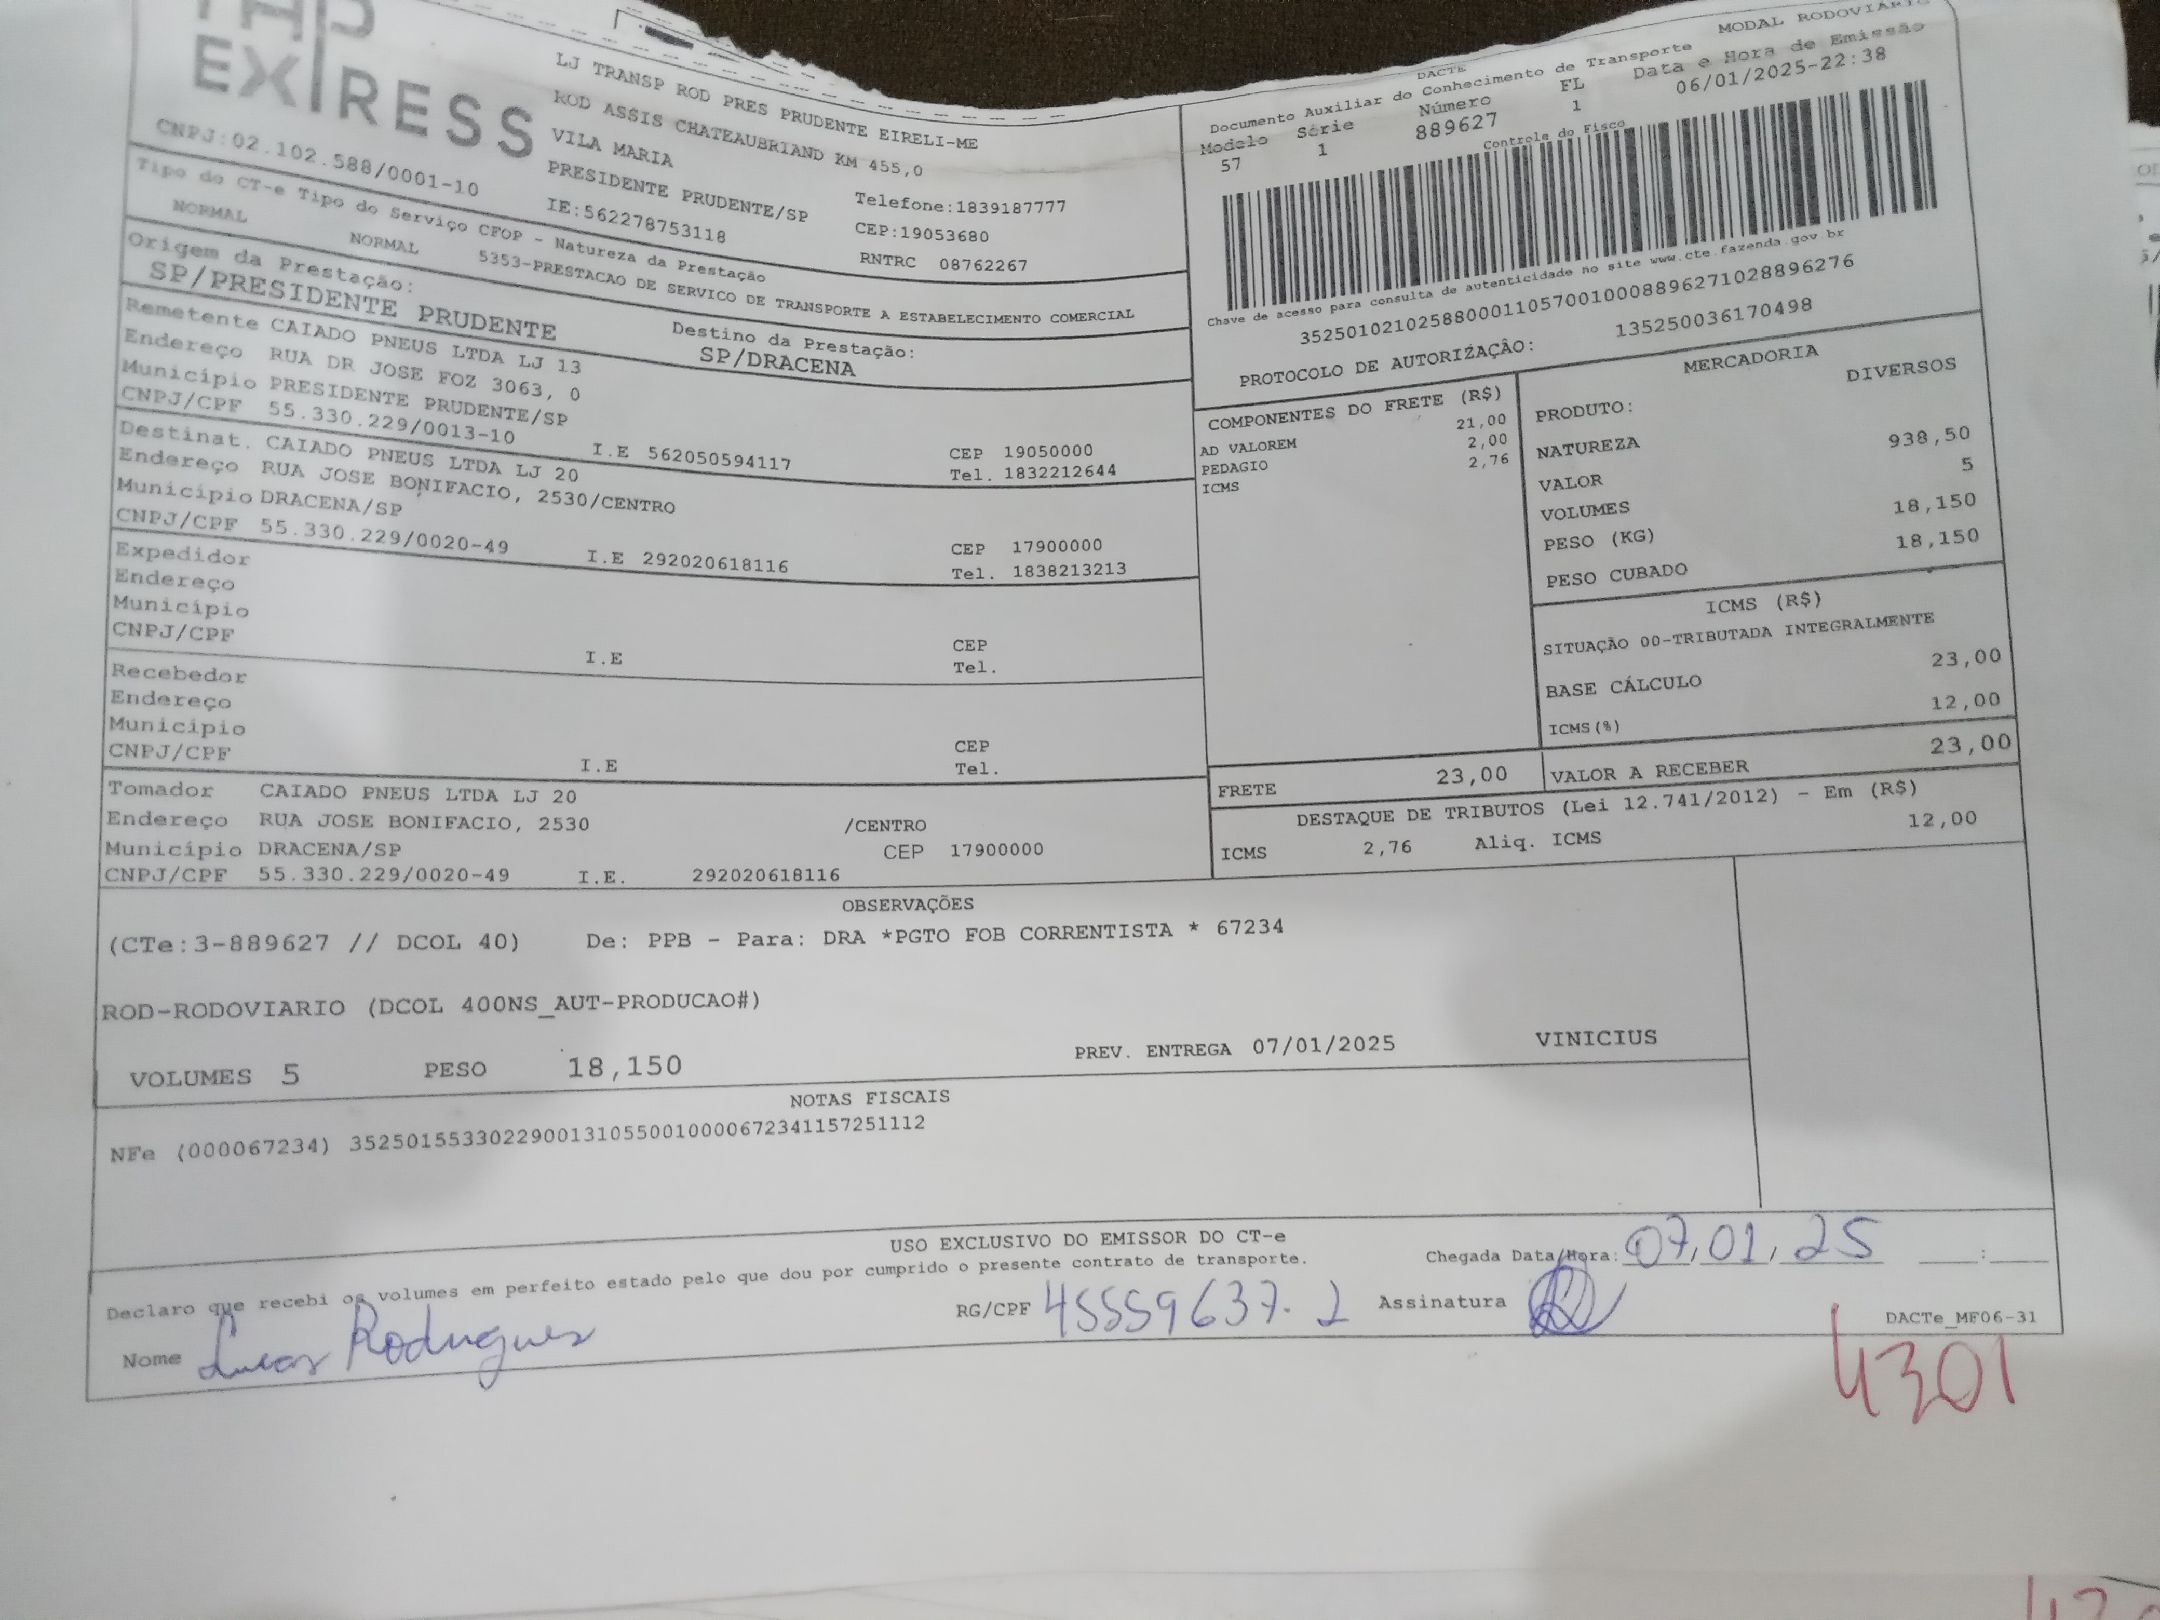 EXPRESS
CNPJ:02.102.588/0001-10
LJ TRANSP ROD PRES PRUDENTE EIRELI-ME
ROD ASSIS CHATEAUBRIAND KM 455,0
VILA MARIA
PRESIDENTE PRUDENTE/SP Telefone:1839187777
IE:562278753118 CEP:19053680
RNTRC 08762267
Tipo do CT-e Tipo do Serviço CFOP - Natureza da Prestação
NORMAL NORMAL 5353-PRESTACAO DE SERVICO DE TRANSPORTE A ESTABELECIMENTO COMERCIAL
Origem da Prestação: Destino da Prestação:
SP/PRESIDENTE PRUDENTE SP/DRACENA
Remetente CAIADO PNEUS LTDA LJ 13
Endereço RUA DR JOSE FOZ 3063, 0
Município PRESIDENTE PRUDENTE/SP CEP 19050000
CNPJ/CPF 55.330.229/0013-10 I.E 562050594117 Tel. 1832212644
Destinat. CAIADO PNEUS LTDA LJ 20
Endereço RUA JOSE BONIFACIO, 2530/CENTRO
Município DRACENA/SP CEP 17900000
CNPJ/CPF 55.330.229/0020-49 I.E 292020618116 Tel. 1838213213
Expedidor
Endereço
Município CEP
CNPJ/CPF I.E Tel.
Recebedor
Endereço
Município CEP
CNPJ/CPF I.E Tel.
Tomador CAIADO PNEUS LTDA LJ 20
Endereço RUA JOSE BONIFACIO, 2530 /CENTRO
Município DRACENA/SP CEP 17900000
CNPJ/CPF 55.330.229/0020-49 I.E. 292020618116
DACTE MODAL RODOVIÁRIO
Documento Auxiliar do Conhecimento de Transporte
Modelo Série Número FL Data e Hora de Emissão
57 1 889627 1 06/01/2025-22:38
Controle do Fisco
Chave de acesso para consulta de autenticidade no site www.cte.fazenda.gov.br
35250102102588000110570010008896271028896276
PROTOCOLO DE AUTORIZAÇÂO: 135250036170498
COMPONENTES DO FRETE (R$)
21,00
AD VALOREM 2,00
PEDAGIO 2,76
ICMS
MERCADORIA
PRODUTO: DIVERSOS
NATUREZA
VALOR 938,50
VOLUMES 5
PESO (KG) 18,150
PESO CUBADO 18,150
ICMS (R$)
SITUAÇÃO 00-TRIBUTADA INTEGRALMENTE
BASE CÁLCULO 23,00
ICMS(%) 12,00
FRETE 23,00 VALOR A RECEBER 23,00
DESTAQUE DE TRIBUTOS (Lei 12.741/2012) - Em (R$)
ICMS 2,76 Aliq. ICMS 12,00
OBSERVAÇÕES
(CTe:3-889627 // DCOL 40) De: PPB - Para: DRA *PGTO FOB CORRENTISTA * 67234
ROD-RODOVIARIO (DCOL 400NS_AUT-PRODUCAO#)
VOLUMES 5 PESO 18,150 PREV. ENTREGA 07/01/2025 VINICIUS
NOTAS FISCAIS
NFe (000067234) 35250155330229001310550010000672341157251112
USO EXCLUSIVO DO EMISSOR DO CT-e
Declaro que recebi os volumes em perfeito estado pelo que dou por cumprido o presente contrato de transporte. Chegada Data/Hora: 07/01/25 :
Nome Lucas Rodrigues RG/CPF 45559637-2 Assinatura
DACTe_MF06-31
4301